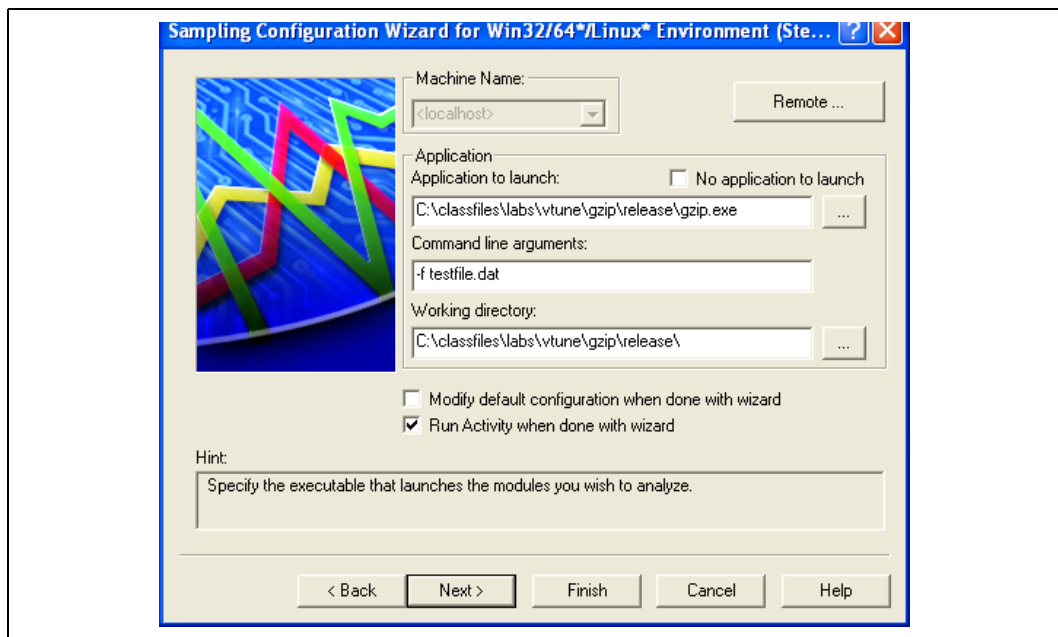 Sampling Configuration Wizard for Win32/64*/Linux* Environment (Ste... ?
Machine Name:
<localhost>
Remote ...
Application
Application to launch:
No application to launch
C:\classfiles\labs\vtune\gzip\release\gzip.exe
...
Command line arguments:
-f testfile.dat
Working directory:
C:\classfiles\labs\vtune\gzip\release\
...
Modify default configuration when done with wizard
Run Activity when done with wizard
Hint:
Specify the executable that launches the modules you wish to analyze.
< Back
Next >
Finish
Cancel
Help